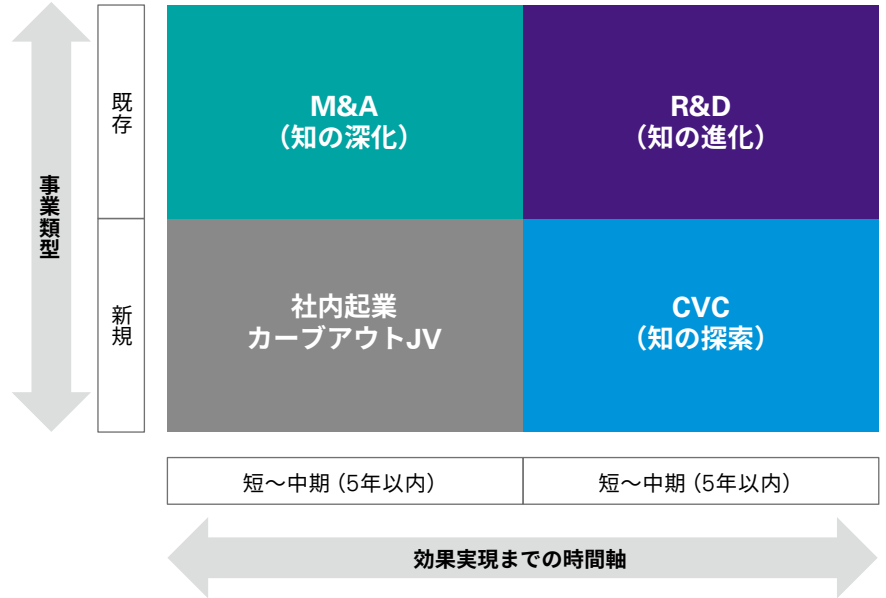 事業類型
既存
M&A
（知の深化）
R&D
（知の進化）
新規
社内起業
カーブアウトJV
CVC
（知の探索）
短～中期（5年以内）
短～中期（5年以内）
効果実現までの時間軸